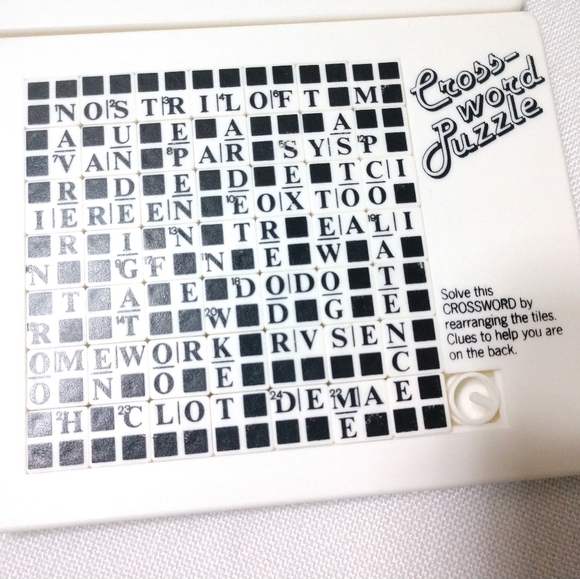 Cross-
word
Puzzle
N O S T R I L O F T M
A U E A A
V A N P A R S Y S P
R D E D E T C I
I E R E E N E O X T O O
R I N T R E A L I
N G F N E W A
T A E D O D O T
R T W D G E
O M E W O R K R V S E N
O N O E C
H C L O T D E M A E
E
Solve this
CROSSWORD by
rearranging the tiles.
Clues to help you are
on the back.